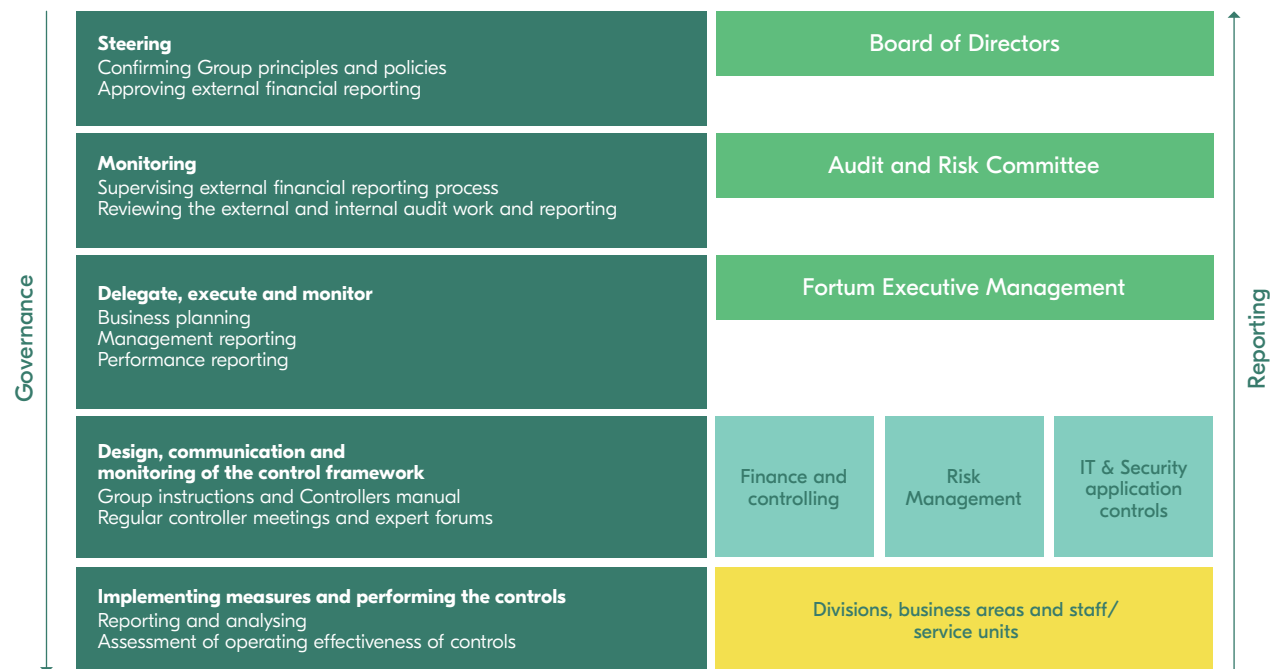 Governance
Steering
Confirming Group principles and policies
Approving external financial reporting
Board of Directors
Monitoring
Supervising external financial reporting process
Reviewing the external and internal audit work and reporting
Audit and Risk Committee
Delegate, execute and monitor
Business planning
Management reporting
Performance reporting
Fortum Executive Management
Design, communication and
monitoring of the control framework
Group instructions and Controllers manual
Regular controller meetings and expert forums
Finance and
controlling
Risk
Management
IT & Security
application
controls
Implementing measures and performing the controls
Reporting and analysing
Assessment of operating effectiveness of controls
Divisions, business areas and staff/
service units
Reporting